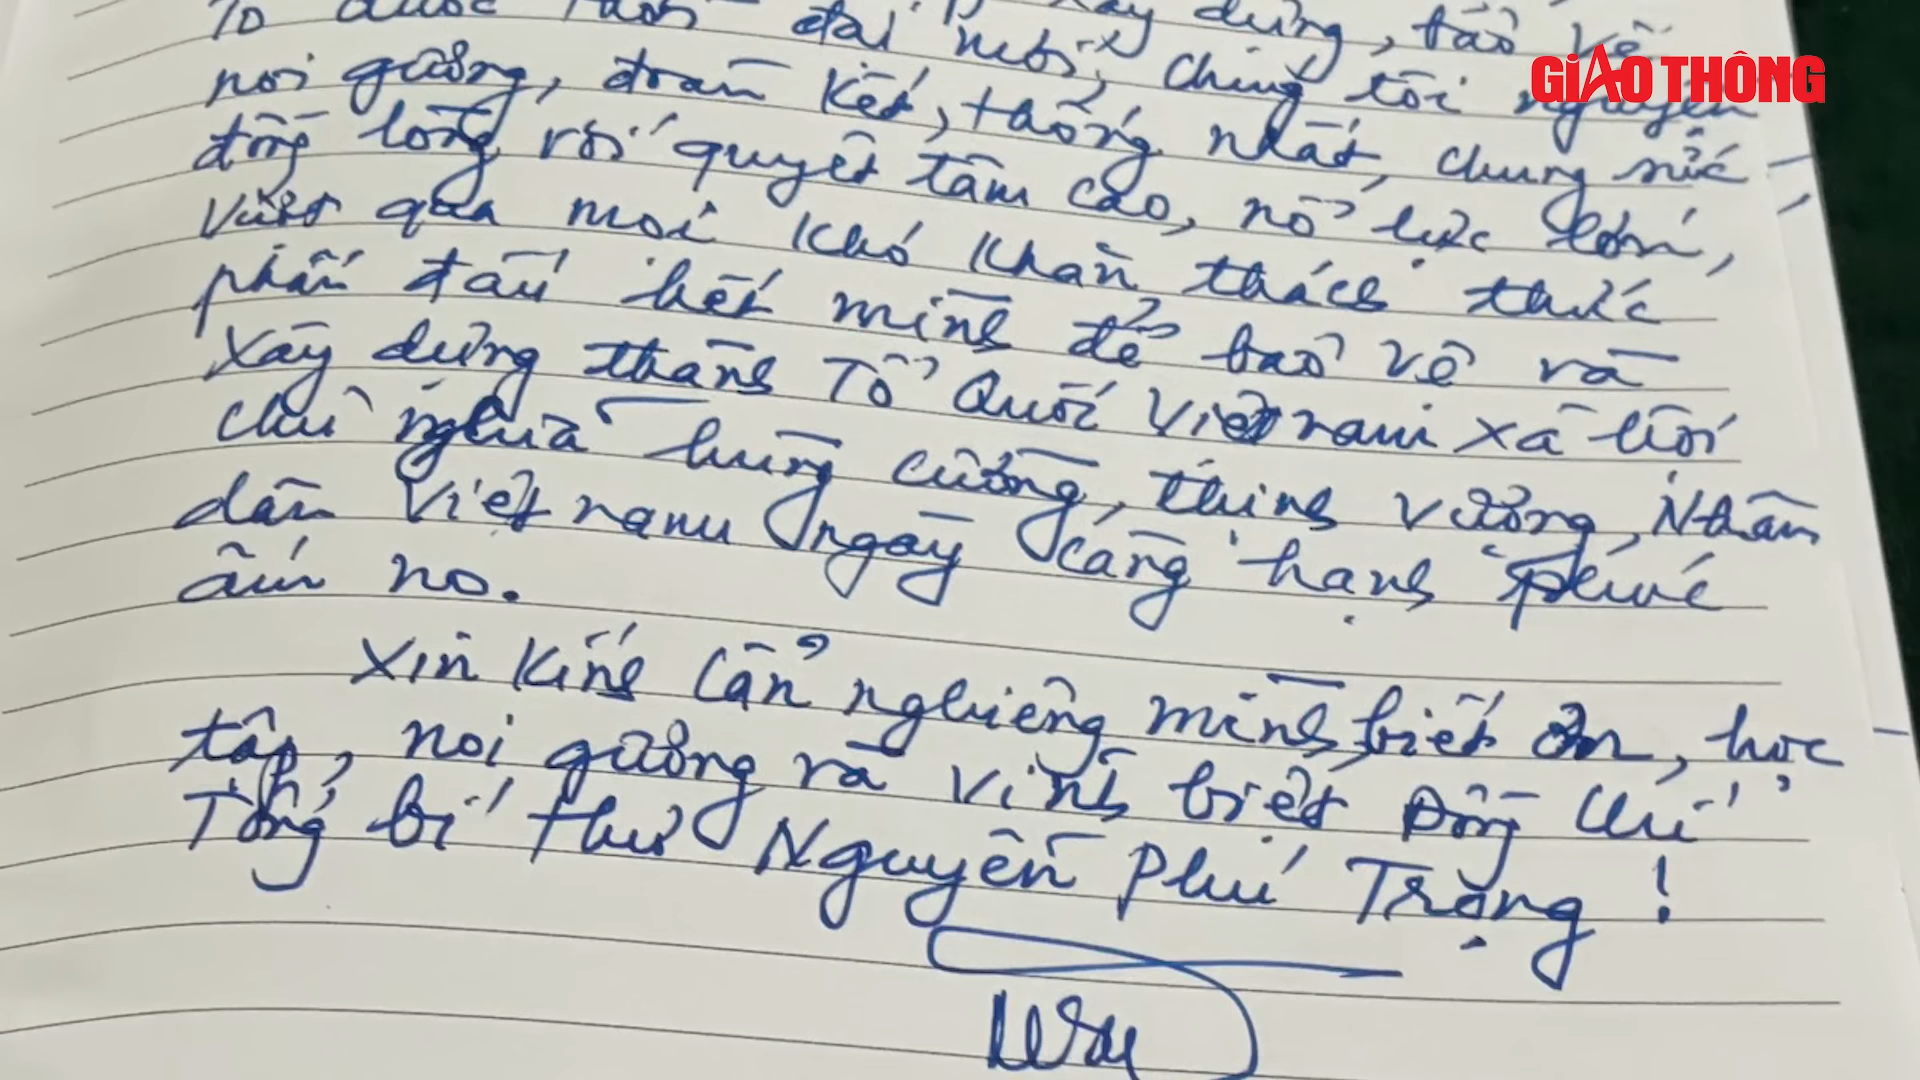 xây dựng, bảo vệ
đại mới, chúng tôi nguyện
GIAO THÔNG
noi gương, đoàn kết, thống nhất, chung sức
đồng lòng với quyết tâm cao, nỗ lực lớn,
vượt qua mọi khó khăn thách thức
phấn đấu hết mình để bảo vệ và
xây dựng thành Tổ Quốc Việt nam xã hội
chủ nghĩa hùng cường, thịnh vượng, Nhân
dân Việt nam ngày càng hạnh phúc
ấm no.
Xin Kính Cẩn nghiêng mình, biết ơn, học
tập, noi gương và vĩnh biệt Đồng Chí
Tổng bí thư Nguyễn Phú Trọng !